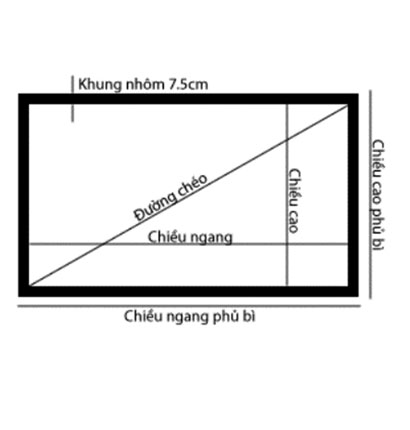 Khung nhôm 7.5cm
Đường chéo
Chiều cao
Chiều cao phủ bì
Chiều ngang
Chiều ngang phủ bì